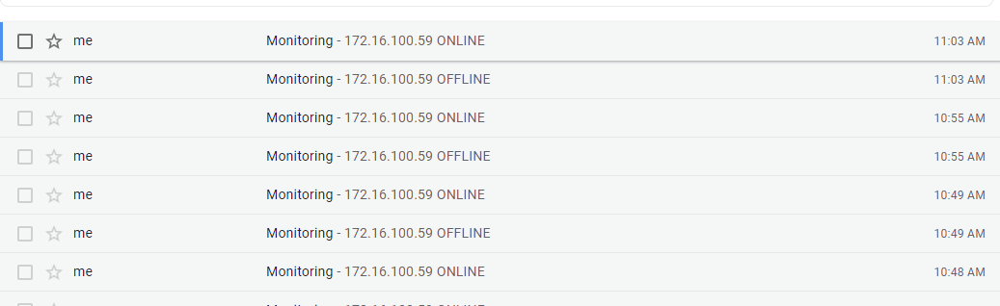 me Monitoring - 172.16.100.59 ONLINE 11:03 AM
me Monitoring - 172.16.100.59 OFFLINE 11:03 AM
me Monitoring - 172.16.100.59 ONLINE 10:55 AM
me Monitoring - 172.16.100.59 OFFLINE 10:55 AM
me Monitoring - 172.16.100.59 ONLINE 10:49 AM
me Monitoring - 172.16.100.59 OFFLINE 10:49 AM
me Monitoring - 172.16.100.59 ONLINE 10:48 AM